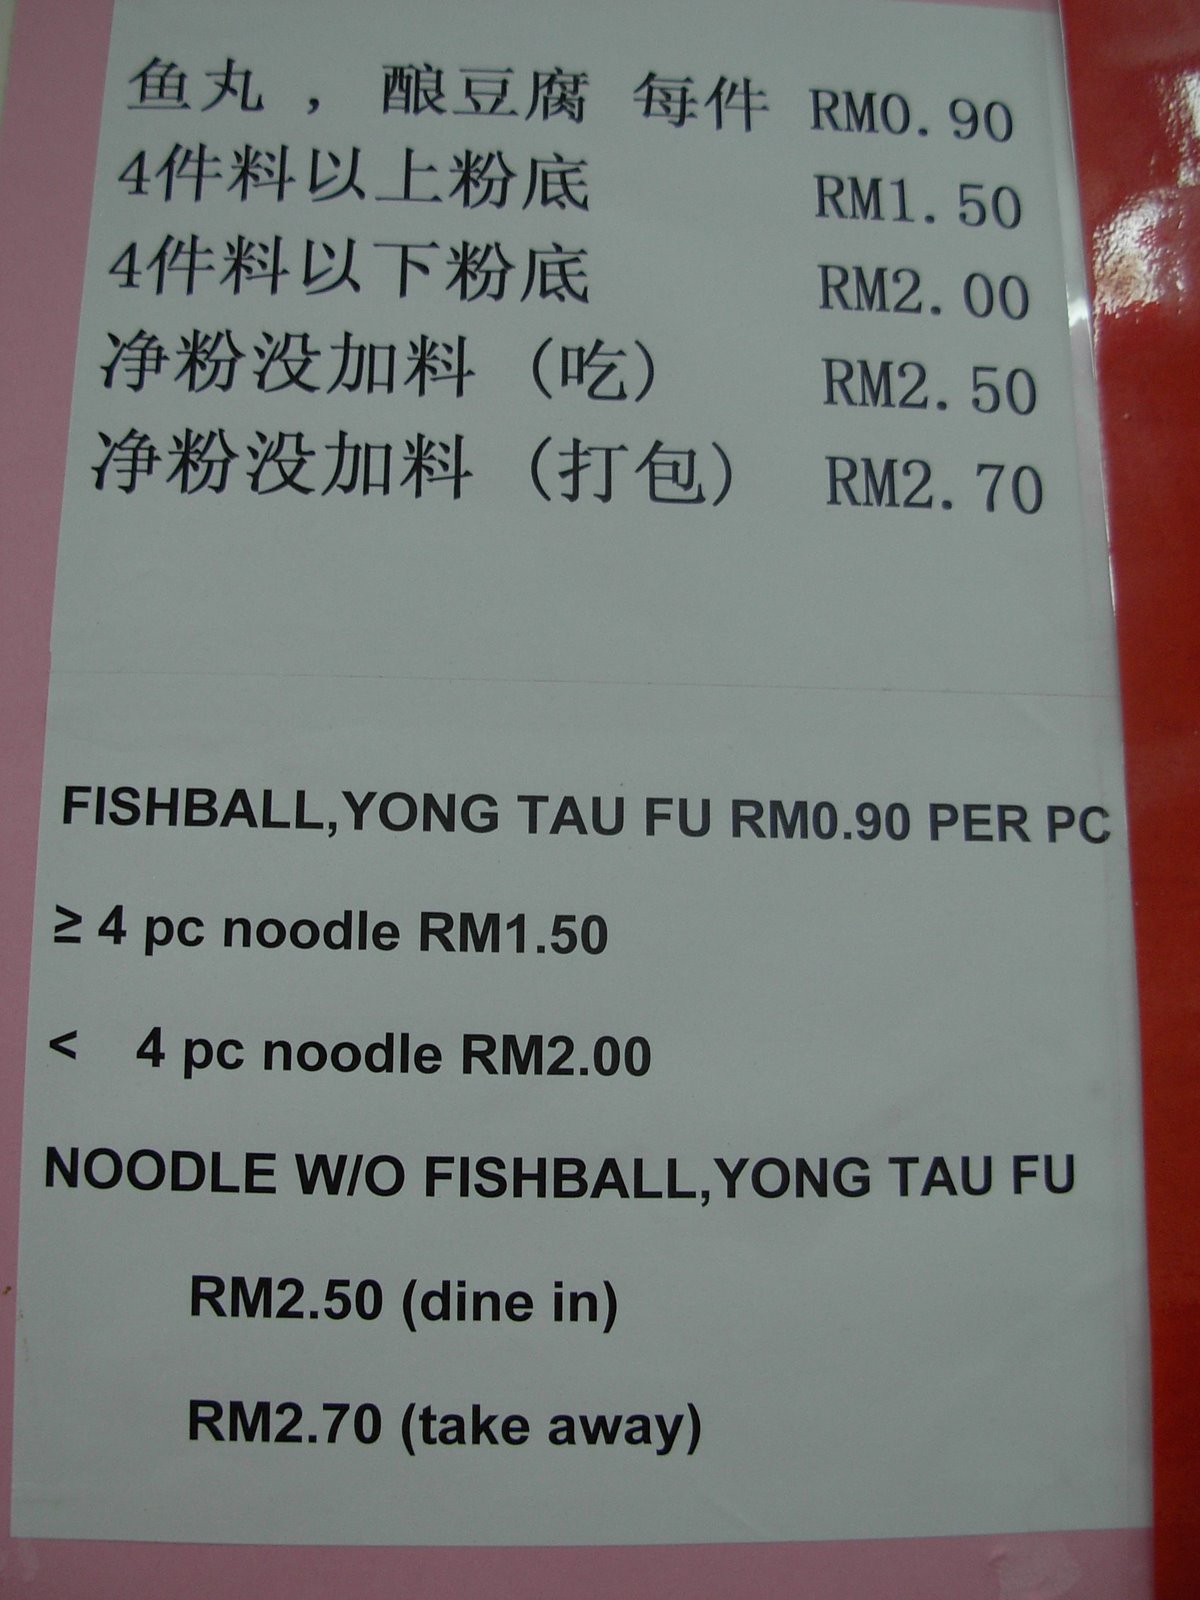 鱼丸 ， 酿豆腐 每件 RM0.90
4件料以上粉底 RM1.50
4件料以下粉底 RM2.00
净粉没加料 (吃) RM2.50
净粉没加料 (打包) RM2.70
FISHBALL,YONG TAU FU RM0.90 PER PC
≥ 4 pc noodle RM1.50
< 4 pc noodle RM2.00
NOODLE W/O FISHBALL,YONG TAU FU
RM2.50 (dine in)
RM2.70 (take away)